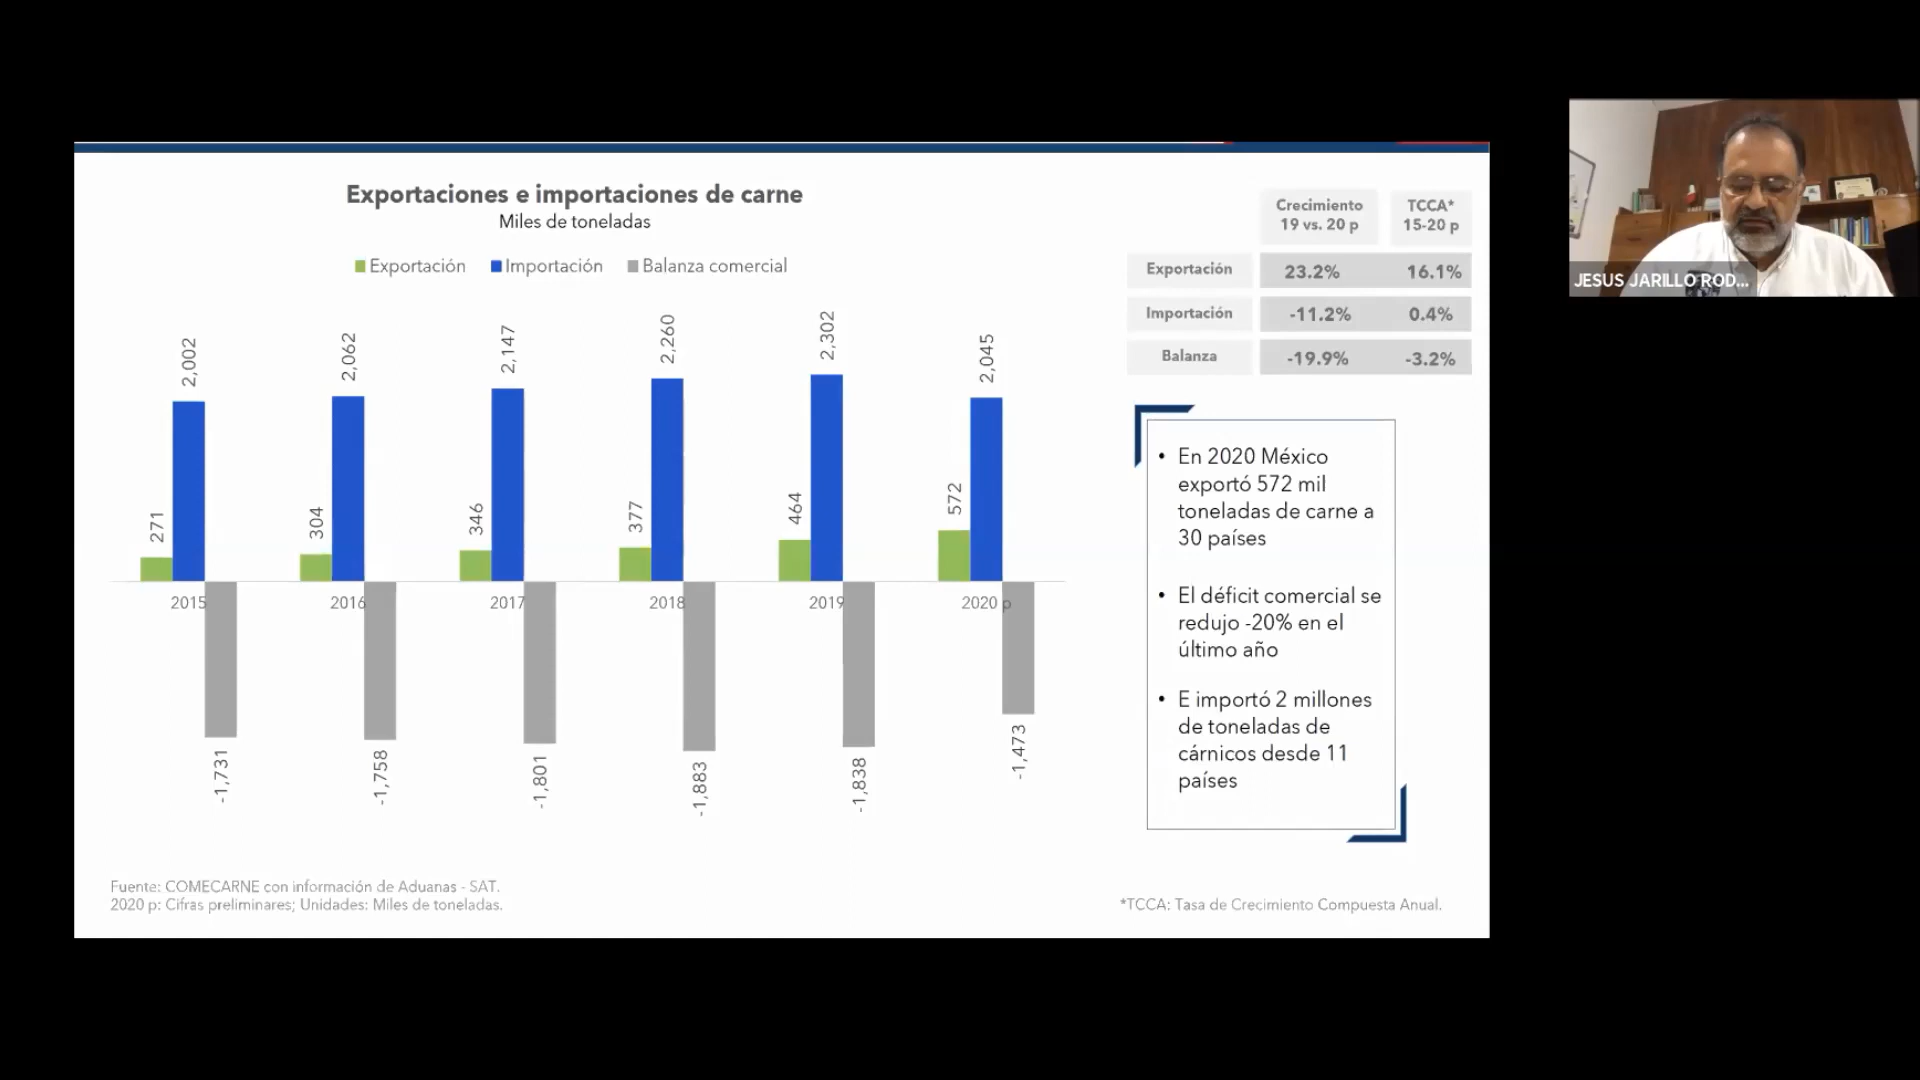 Exportaciones e importaciones de carne
Miles de toneladas
Exportación Importación Balanza comercial
2,002
2,062
2,147
2,260
2,302
2,045
271
304
346
377
464
572
2015 2016 2017 2018 2019 2020 p
-1,731
-1,758
-1,801
-1,883
-1,838
-1,473
Fuente: COMECARNE con información de Aduanas - SAT.
2020 p: Cifras preliminares; Unidades: Miles de toneladas.
Crecimiento
19 vs. 20 p
TCCA*
15-20 p
Exportación 23.2% 16.1%
Importación -11.2% 0.4%
Balanza -19.9% -3.2%
• En 2020 México
exportó 572 mil
toneladas de carne a
30 países
• El déficit comercial se
redujo -20% en el
último año
• E importó 2 millones
de toneladas de
cárnicos desde 11
países
*TCCA: Tasa de Crecimiento Compuesta Anual.
JESUS JARILLO ROD...